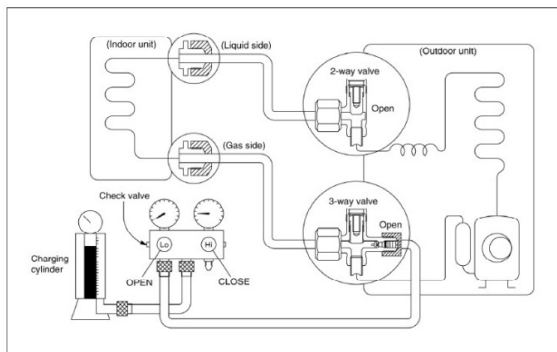 (Indoor unit)
(Liquid side)
(Outdoor unit)
2-way valve
Open
(Gas side)
3-way valve
Open
Check valve
Lo
Hi
Charging
cylinder
OPEN
CLOSE